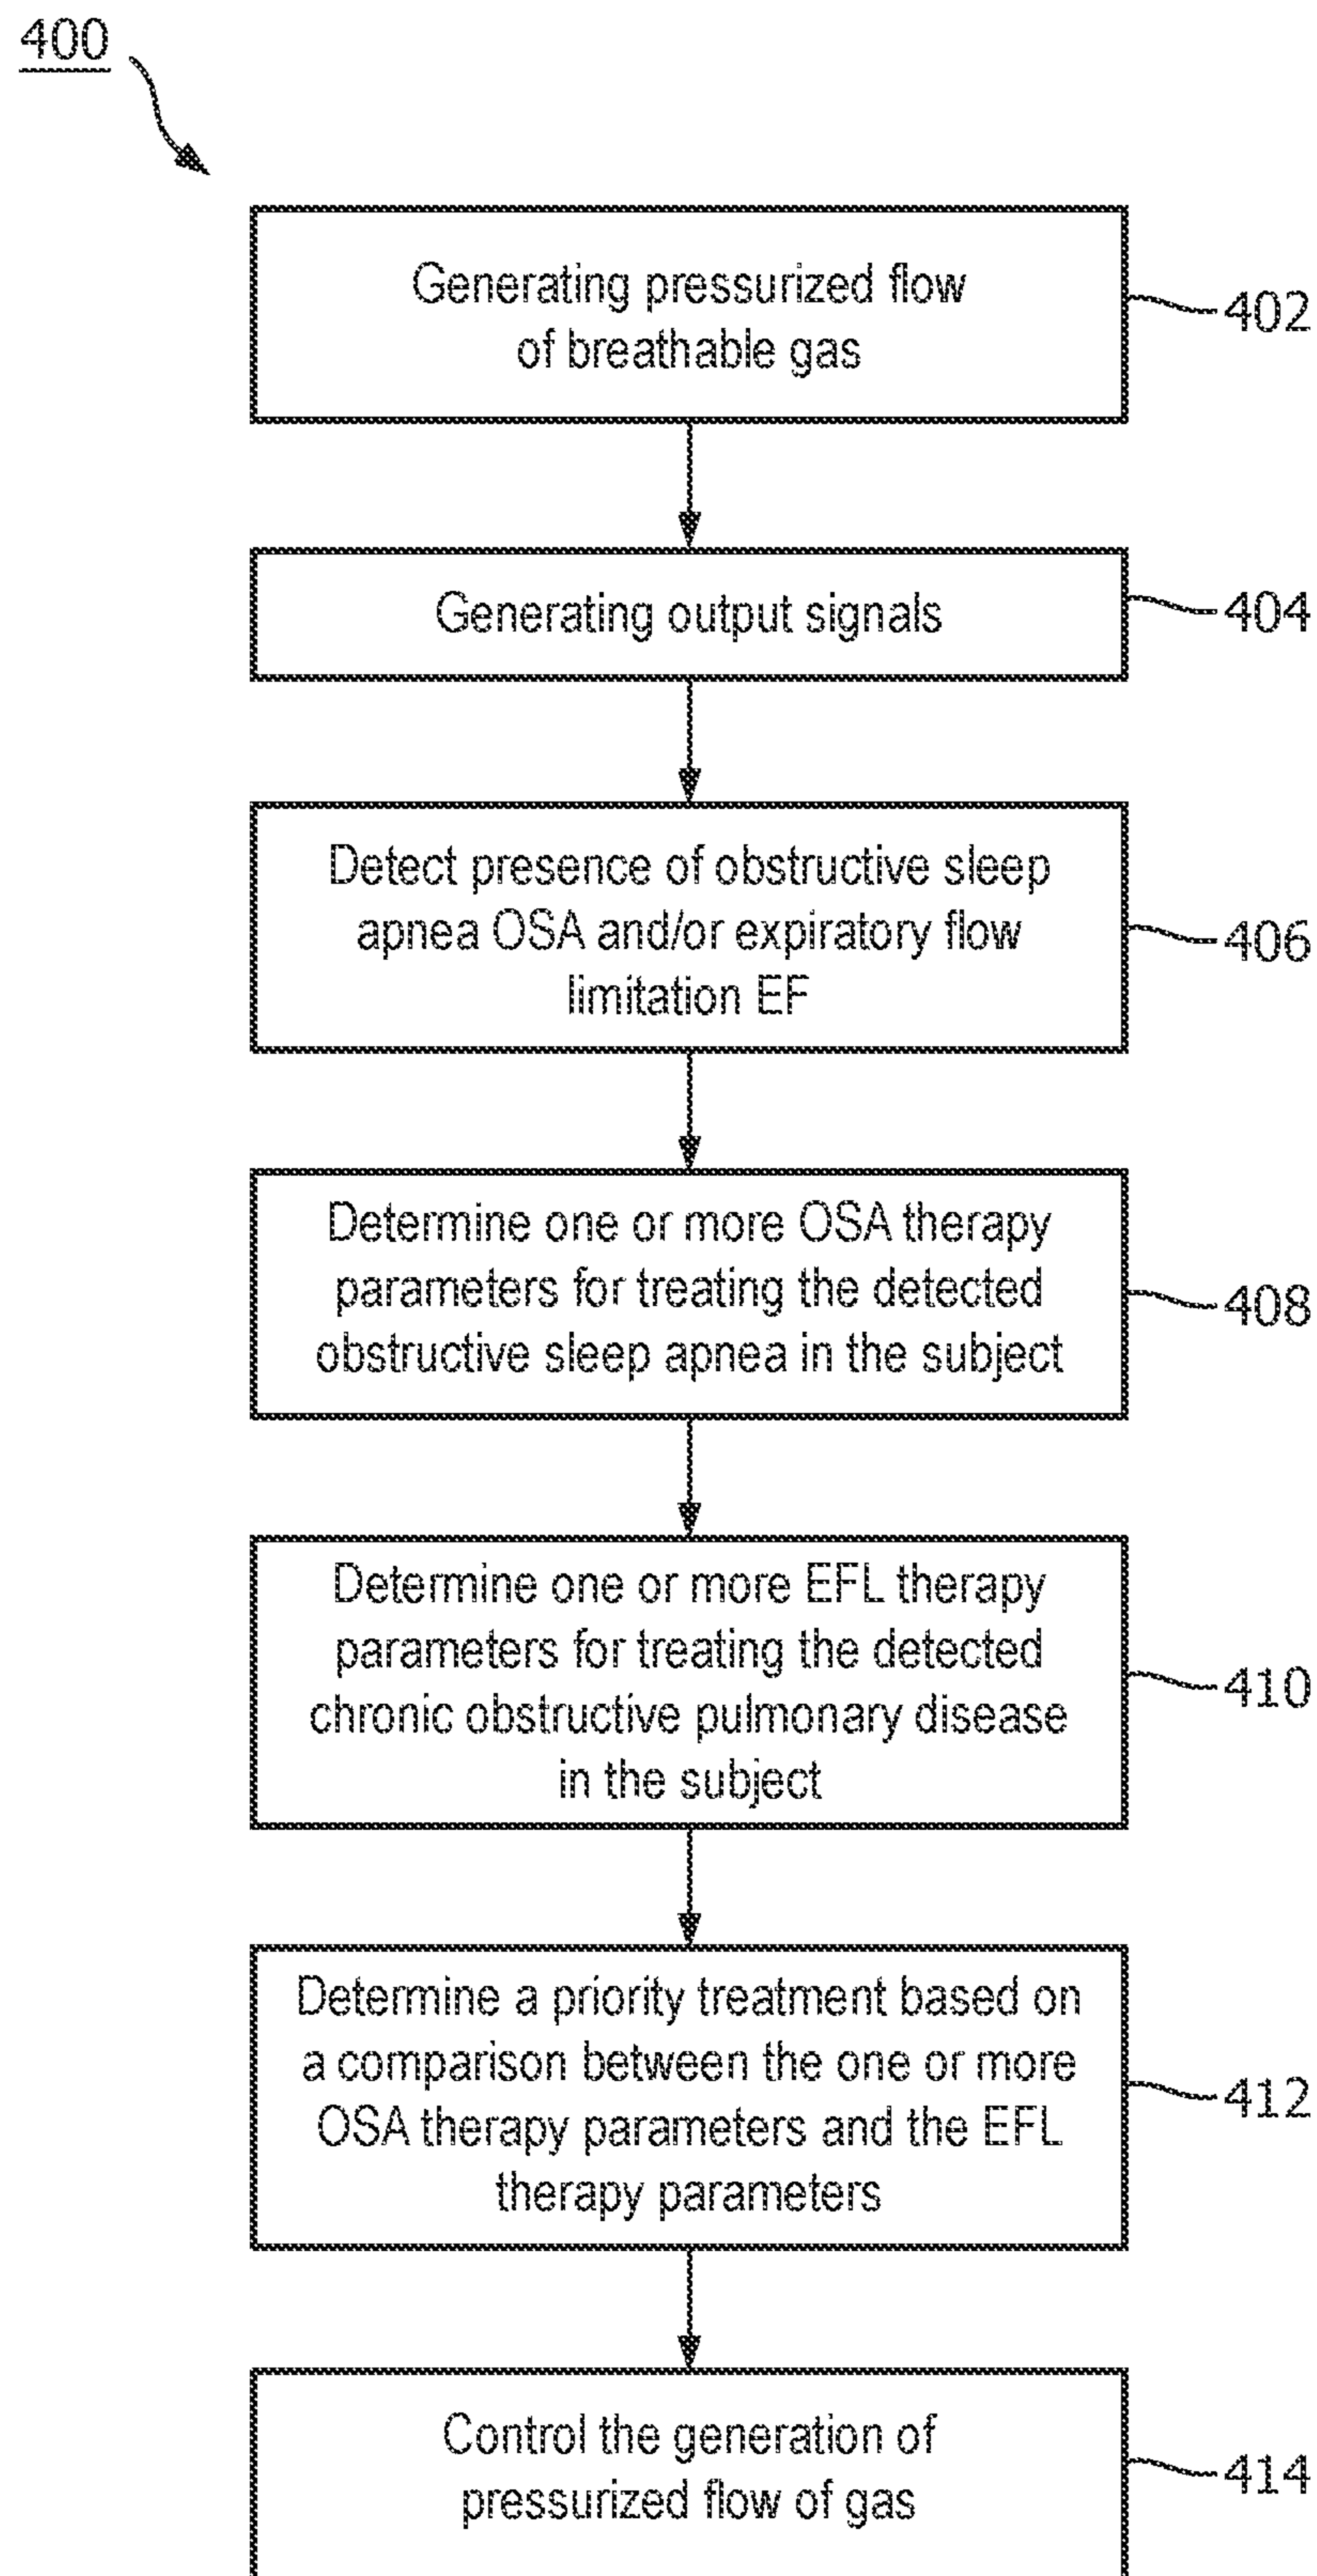 400
Generating pressurized flow
of breathable gas
402
Generating output signals
404
Detect presence of obstructive sleep
apnea OSA and/or expiratory flow
limitation EF
406
Determine one or more OSA therapy
parameters for treating the detected
obstructive sleep apnea in the subject
408
Determine one or more EFL therapy
parameters for treating the detected
chronic obstructive pulmonary disease
in the subject
410
Determine a priority treatment based on
a comparison between the one or more
OSA therapy parameters and the EFL
therapy parameters
412
Control the generation of
pressurized flow of gas
414